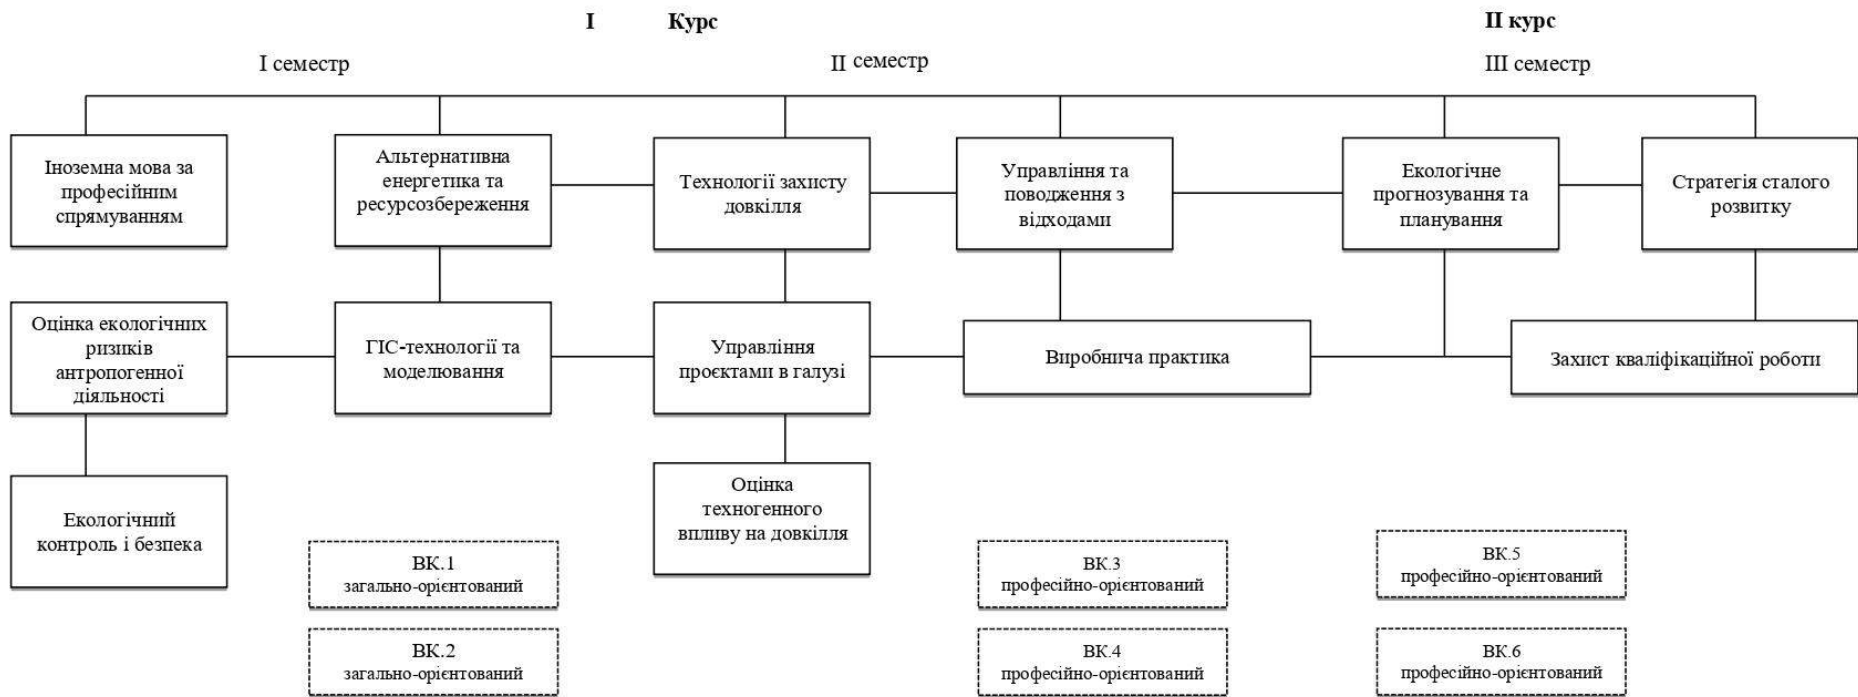 І Курс
ІІ курс
І семестр
ІІ семестр
ІІІ семестр
Іноземна мова за
професійним
спрямуванням
Альтернативна
енергетика та
ресурсозбереження
Технології захисту
довкілля
Управління та
поводження з
відходами
Екологічне
прогнозування та
планування
Стратегія сталого
розвитку
Оцінка екологічних
ризиків
антропогенної
діяльності
ГІС-технології та
моделювання
Управління
проєктами в галузі
Виробнича практика
Захист кваліфікаційної роботи
Екологічний
контроль і безпека
Оцінка
техногенного
впливу на довкілля
ВК.1
загально-орієнтований
ВК.2
загально-орієнтований
ВК.3
професійно-орієнтований
ВК.4
професійно-орієнтований
ВК.5
професійно-орієнтований
ВК.6
професійно-орієнтований